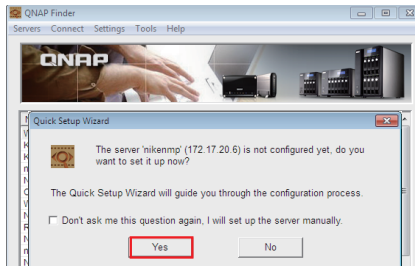 QNAP Finder
Servers Connect Settings Tools Help
QNAP
Quick Setup Wizard
The server 'nikenmp' (172.17.20.6) is not configured yet, do you
want to set it up now?
The Quick Setup Wizard will guide you through the configuration process.
Don't ask me this question again, I will set up the server manually.
Yes No